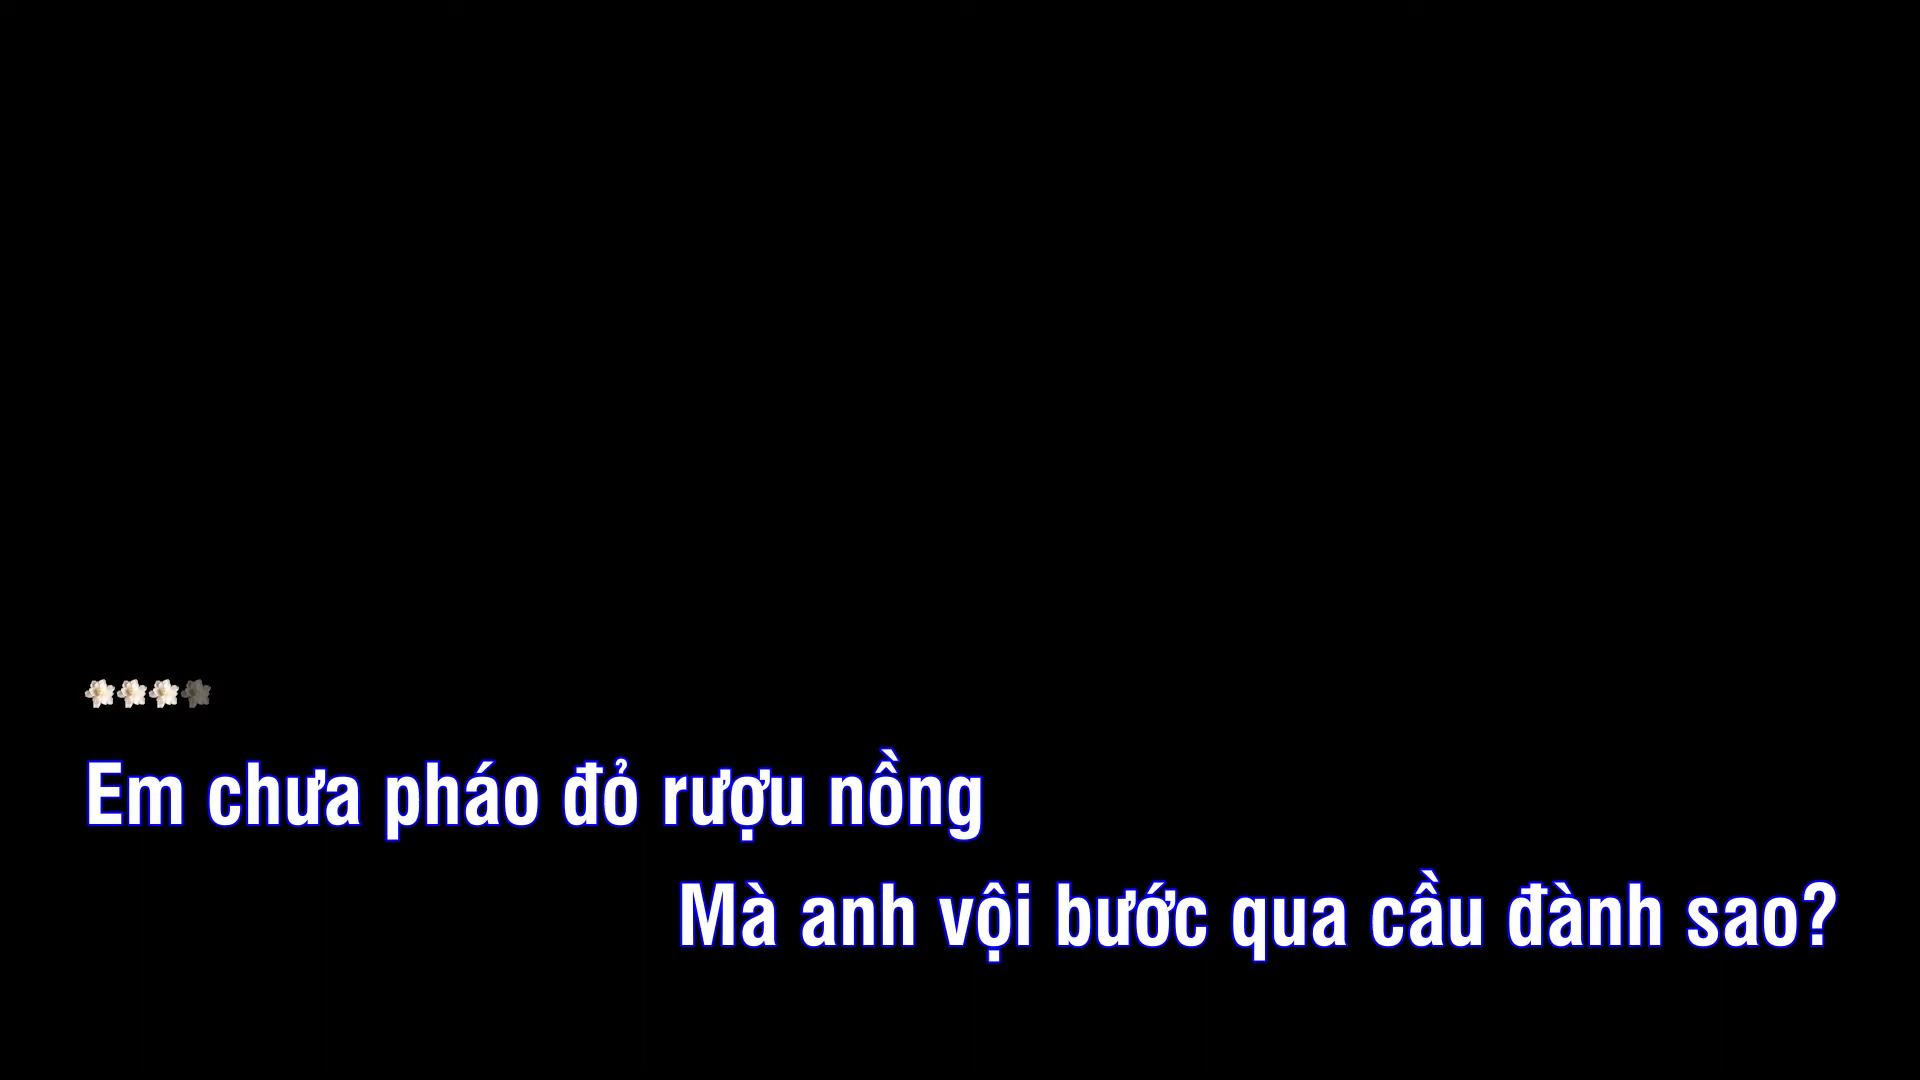 Em chưa pháo đỏ rượu nồng
Mà anh vội bước qua cầu đành sao?